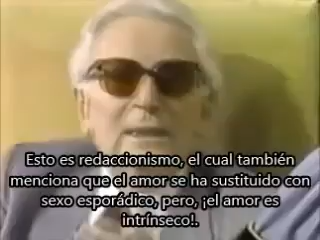 Esto es redaccionismo, el cual también
menciona que el amor se ha sustituido con
sexo esporádico, pero, ¡el amor es
intrínseco!.